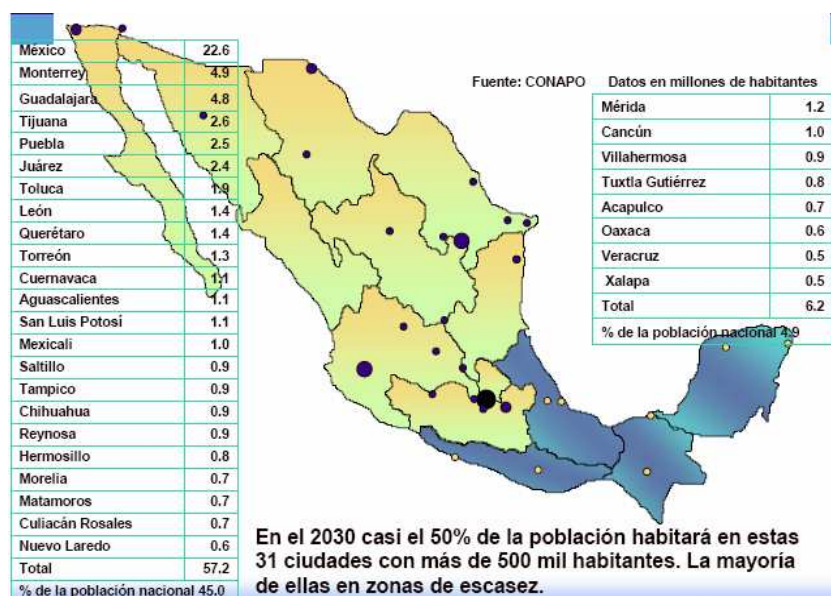 México 22.6
Monterrey 4.9
Guadalajara 4.8
Tijuana 2.6
Puebla 2.5
Juárez 2.4
Toluca 1.9
León 1.4
Querétaro 1.4
Torreón 1.3
Cuernavaca 1.1
Aguascalientes 1.1
San Luis Potosí 1.1
Mexicali 1.0
Saltillo 0.9
Tampico 0.9
Chihuahua 0.9
Reynosa 0.9
Hermosillo 0.8
Morelia 0.7
Matamoros 0.7
Culiacán Rosales 0.7
Nuevo Laredo 0.6
Total 57.2
% de la población nacional 45.0
Fuente: CONAPO Datos en millones de habitantes
Mérida 1.2
Cancún 1.0
Villahermosa 0.9
Tuxtla Gutiérrez 0.8
Acapulco 0.7
Oaxaca 0.6
Veracruz 0.5
Xalapa 0.5
Total 6.2
% de la población nacional 4.9
En el 2030 casi el 50% de la población habitará en estas
31 ciudades con más de 500 mil habitantes. La mayoría
de ellas en zonas de escasez.